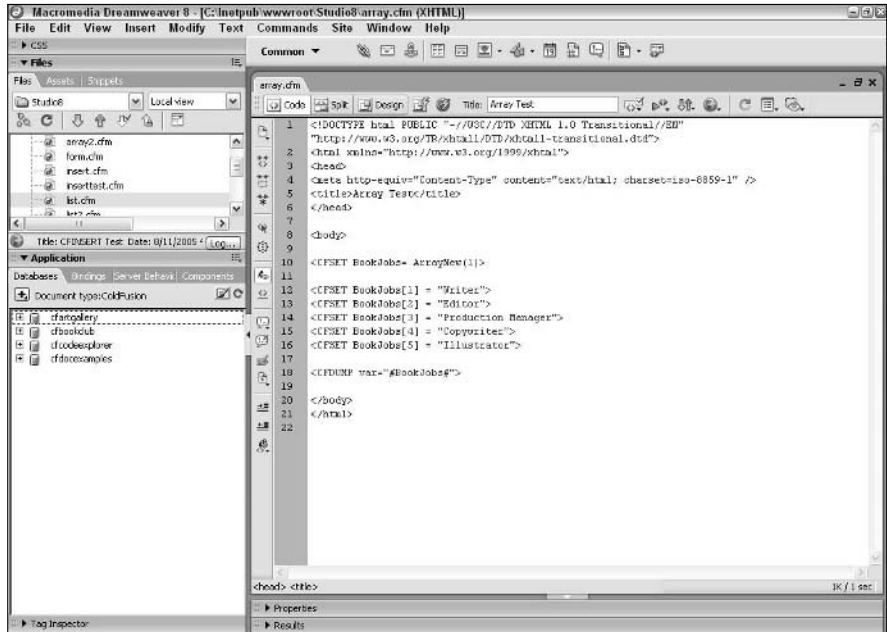 Macromedia Dreamweaver 8 - [C:\Inetpub\wwwroot\Studio8\array.cfm (XHTML)]
File Edit View Insert Modify Text Commands Site Window Help
CSS
Files
Files Assets Snippets
Studio8 Local view
array2.cfm
form.cfm
insert.cfm
inserttest.cfm
list.cfm
list2.cfm
Title: CFINSERT Test Date: 8/11/2005 Log...
Application
Databases Bindings Server Behavi Components
Document type:ColdFusion
cfartgallery
cfbookclub
cfcodeexplorer
cfdocexamples
Tag Inspector
Common
array.cfm
Code Split Design Title: Array Test
1 <!DOCTYPE html PUBLIC "-//W3C//DTD XHTML 1.0 Transitional//EN"
"http://www.w3.org/TR/xhtml1/DTD/xhtml1-transitional.dtd">
2 <html xmlns="http://www.w3.org/1999/xhtml">
3 <head>
4 <meta http-equiv="Content-Type" content="text/html; charset=iso-8859-1" />
5 <title>Array Test</title>
6 </head>
7
8 <body>
9
10 <CFSET BookJobs= ArrayNew(1)>
11
12 <CFSET BookJobs[1] = "Writer">
13 <CFSET BookJobs[2] = "Editor">
14 <CFSET BookJobs[3] = "Production Manager">
15 <CFSET BookJobs[4] = "Copywriter">
16 <CFSET BookJobs[5] = "Illustrator">
17
18 <CFDUMP var="#BookJobs#">
19
20 </body>
21 </html>
22
<head> <title> 1K / 1 sec
Properties
Results